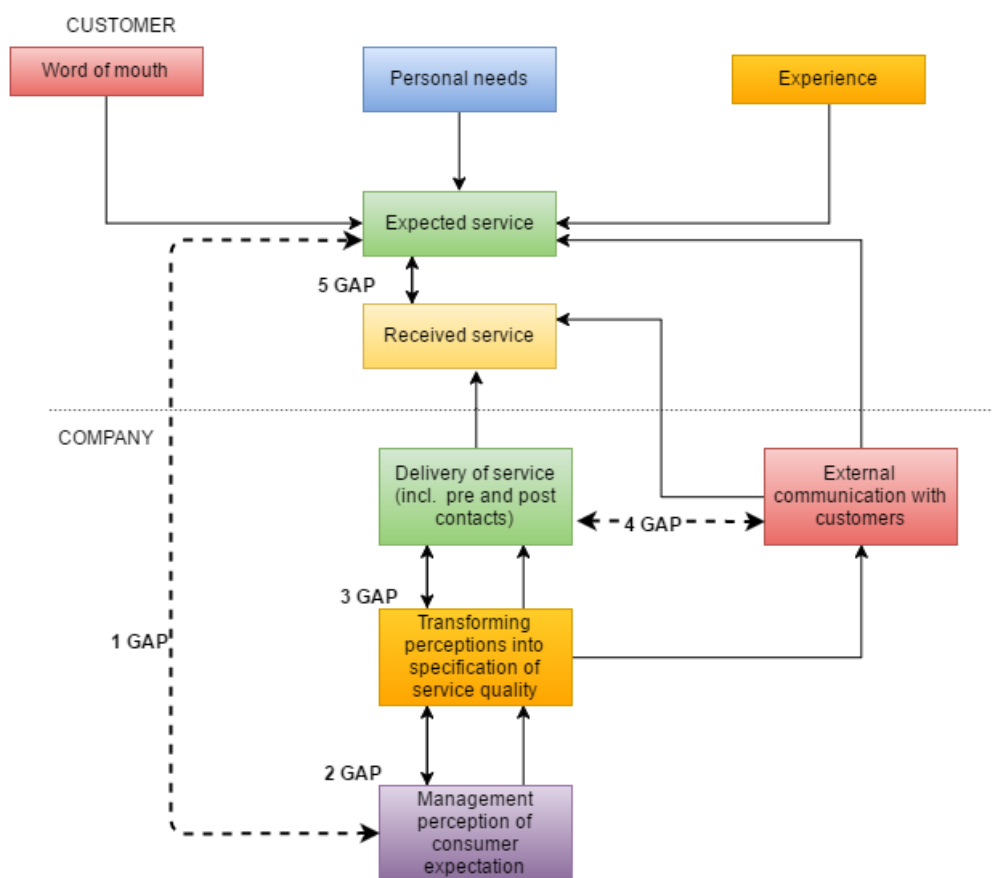 CUSTOMER
Word of mouth
Personal needs
Experience
Expected service
5 GAP
Received service
COMPANY
Delivery of service
(incl. pre and post
contacts)
External
communication with
customers
4 GAP
3 GAP
Transforming
perceptions into
specification of
service quality
1 GAP
2 GAP
Management
perception of
consumer
expectation